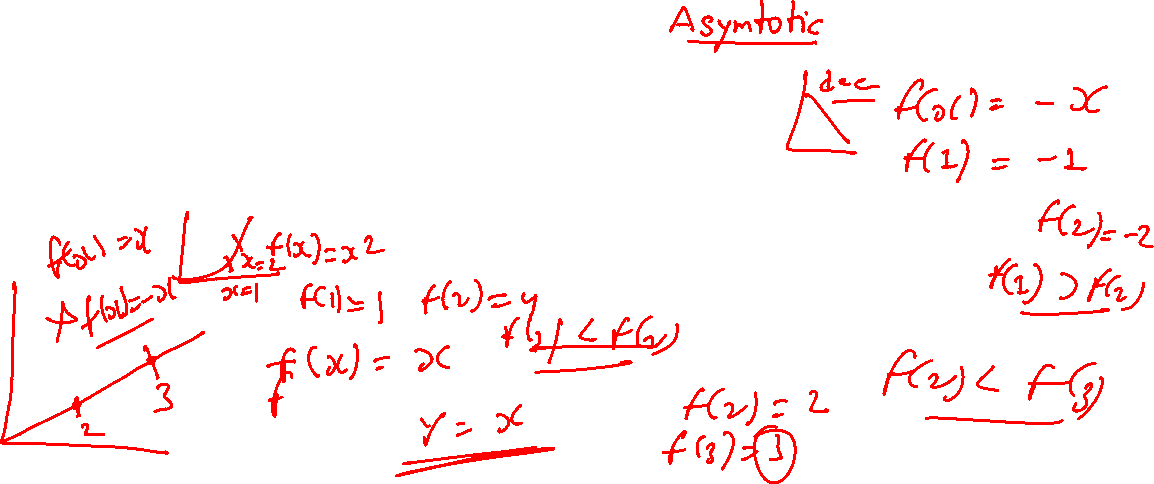 Asymtotic
dec f(x) = -x
f(1) = -1
f(2) = -2
f(1) > f(2)
f(x) = x
f(x) = x2
x=2
x=1
f(x) = -x
f(1) = 1 f(2) = 4
< f(2)
f(x) = x
y = x
2
3
f(2) = 2
f(3) = 3
f(2) < f(3)